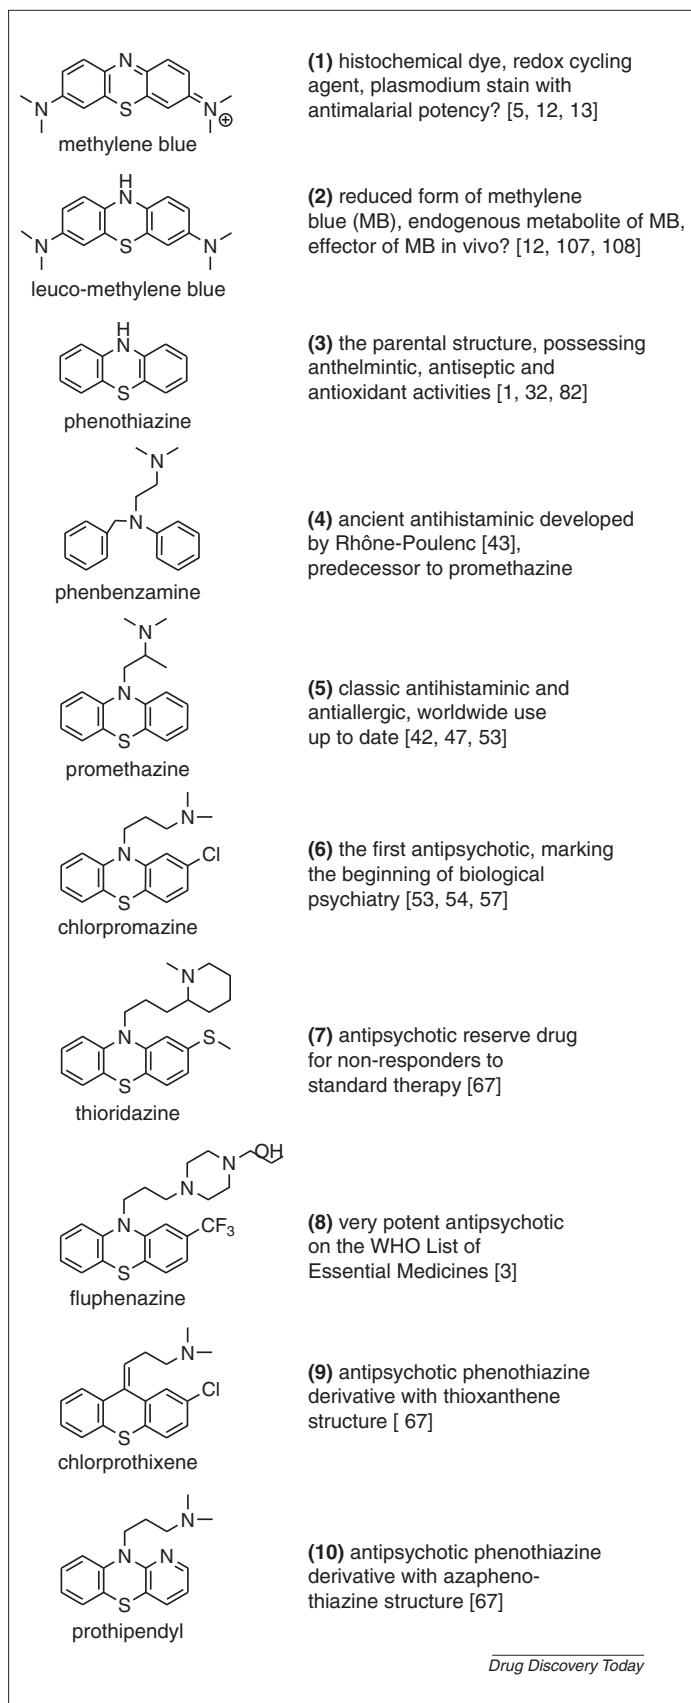 N
N
S
N
⊕
methylene blue
(1) histochemical dye, redox cycling
agent, plasmodium stain with
antimalarial potency? [5, 12, 13]
H
N
N
S
N
leuco-methylene blue
(2) reduced form of methylene
blue (MB), endogenous metabolite of MB,
effector of MB in vivo? [12, 107, 108]
H
N
S
phenothiazine
(3) the parental structure, possessing
anthelmintic, antiseptic and
antioxidant activities [1, 32, 82]
N
N
phenbenzamine
(4) ancient antihistaminic developed
by Rhône-Poulenc [43],
predecessor to promethazine
N
N
S
promethazine
(5) classic antihistaminic and
antiallergic, worldwide use
up to date [42, 47, 53]
N
N
Cl
S
chlorpromazine
(6) the first antipsychotic, marking
the beginning of biological
psychiatry [53, 54, 57]
N
N
S
S
thioridazine
(7) antipsychotic reserve drug
for non-responders to
standard therapy [67]
OH
N
N
N
CF3
S
fluphenazine
(8) very potent antipsychotic
on the WHO List of
Essential Medicines [3]
N
Cl
S
chlorprothixene
(9) antipsychotic phenothiazine
derivative with thioxanthene
structure [ 67]
N
N
N
S
prothipendyl
(10) antipsychotic phenothiazine
derivative with azapheno-
thiazine structure [67]
Drug Discovery Today